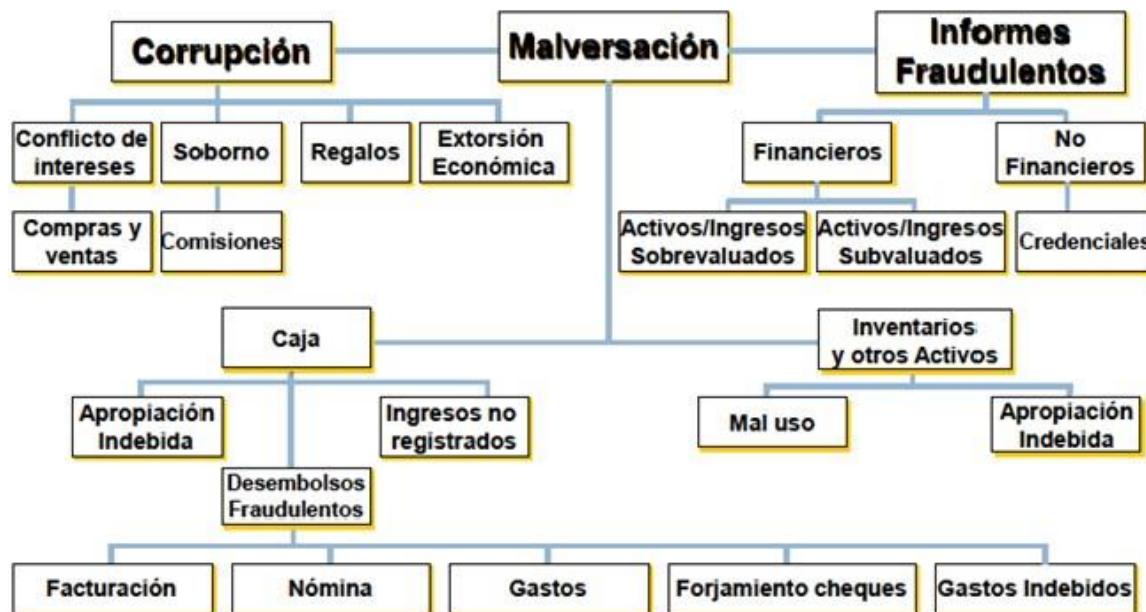 Corrupción
Malversación
Informes
Fraudulentos
Conflicto de
intereses
Soborno
Regalos
Extorsión
Económica
Financieros
No
Financieros
Compras y
ventas
Comisiones
Activos/Ingresos
Sobrevaluados
Activos/Ingresos
Subvaluados
Credenciales
Caja
Inventarios
y otros Activos
Apropiación
Indebida
Ingresos no
registrados
Mal uso
Apropiación
Indebida
Desembolsos
Fraudulentos
Facturación
Nómina
Gastos
Forjamiento cheques
Gastos Indebidos